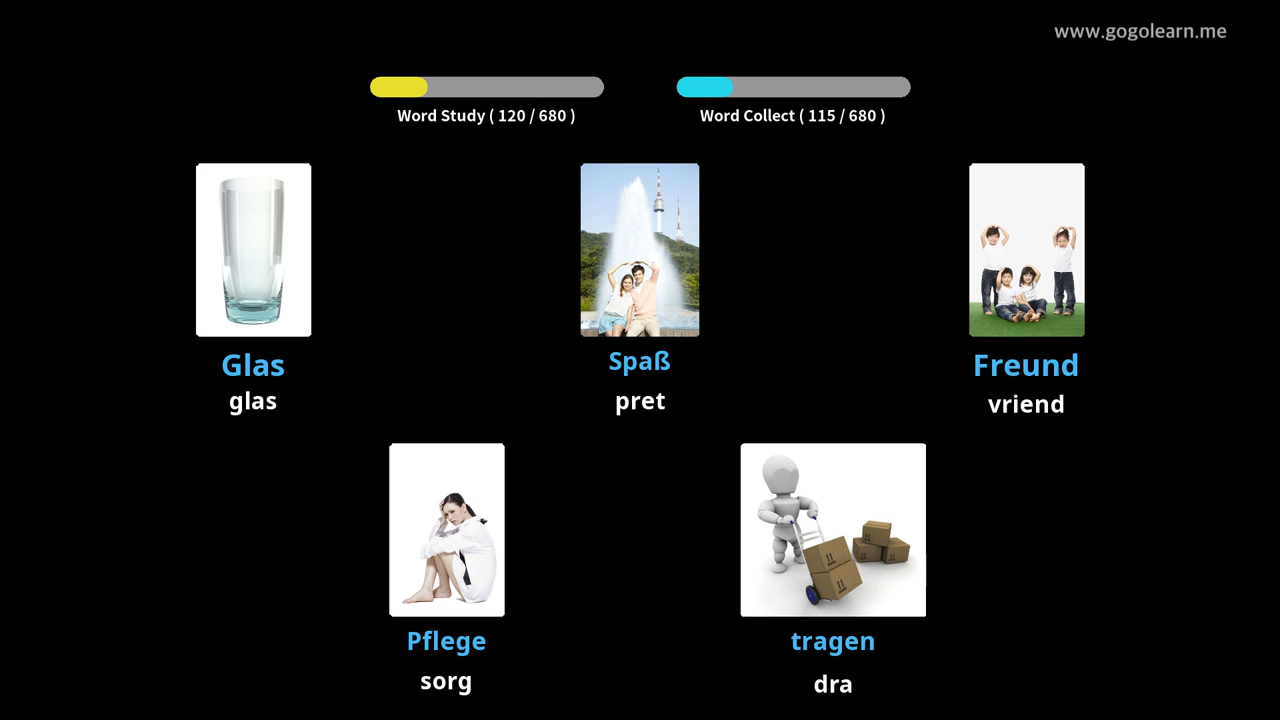 www.gogolearn.me
Word Study ( 120 / 680 )
Word Collect ( 115 / 680 )
Glas
glas
Spaß
pret
Freund
vriend
Pflege
sorg
tragen
dra